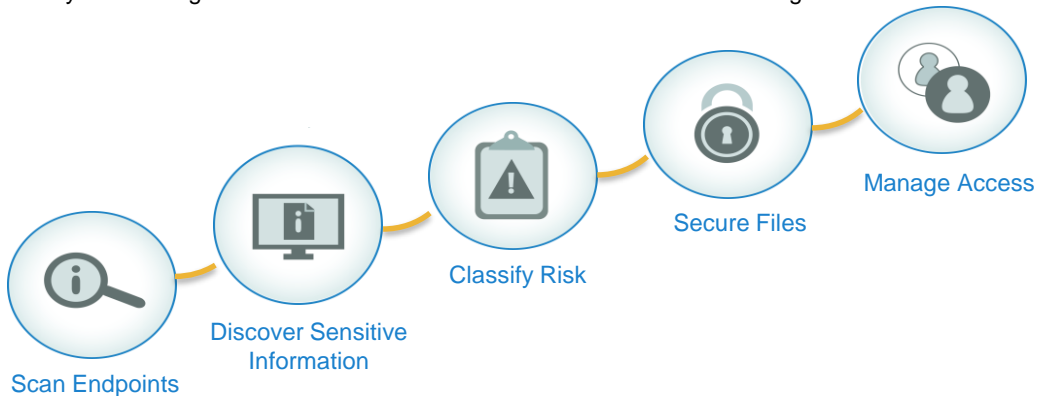 Scan Endpoints
Discover Sensitive
Information
Classify Risk
Secure Files
Manage Access